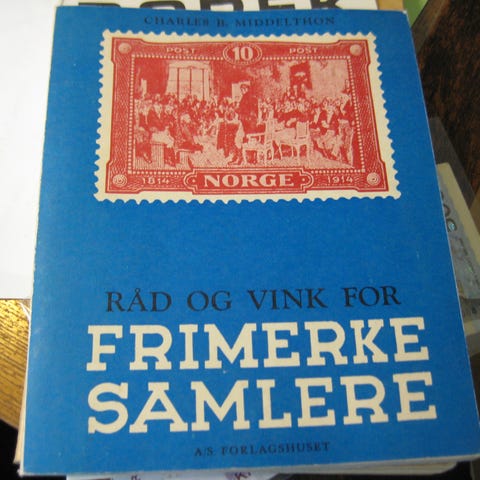 CHARLES B. MIDDELTHON
POST 10 POST
1814 NORGE 1914
RÅD OG VINK FOR
FRIMERKE
SAMLERE
A/S FORLAGSHUSET